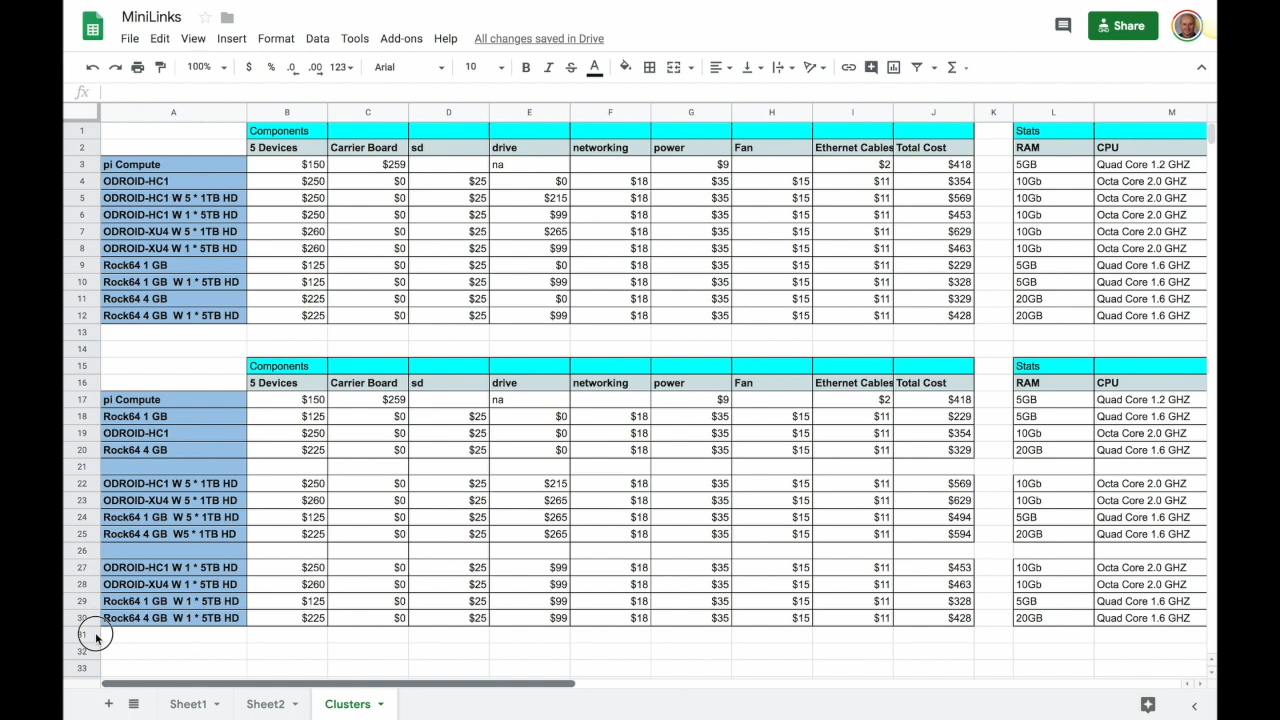 MiniLinks
File Edit View Insert Format Data Tools Add-ons Help All changes saved in Drive
Share
100% $ % .0 .00 123 Arial 10 B I S A
fx
A B C D E F G H I J K L M
1 Components Stats
2 5 Devices Carrier Board sd drive networking power Fan Ethernet Cables Total Cost RAM CPU
3 pi Compute $150 $259 na $9 $2 $418 5GB Quad Core 1.2 GHZ
4 ODROID-HC1 $250 $0 $25 $0 $18 $35 $15 $11 $354 10Gb Octa Core 2.0 GHZ
5 ODROID-HC1 W 5 * 1TB HD $250 $0 $25 $215 $18 $35 $15 $11 $569 10Gb Octa Core 2.0 GHZ
6 ODROID-HC1 W 1 * 5TB HD $250 $0 $25 $99 $18 $35 $15 $11 $453 10Gb Octa Core 2.0 GHZ
7 ODROID-XU4 W 5 * 1TB HD $260 $0 $25 $265 $18 $35 $15 $11 $629 10Gb Octa Core 2.0 GHZ
8 ODROID-XU4 W 1 * 5TB HD $260 $0 $25 $99 $18 $35 $15 $11 $463 10Gb Octa Core 2.0 GHZ
9 Rock64 1 GB $125 $0 $25 $0 $18 $35 $15 $11 $229 5GB Quad Core 1.6 GHZ
10 Rock64 1 GB W 1 * 5TB HD $125 $0 $25 $99 $18 $35 $15 $11 $328 5GB Quad Core 1.6 GHZ
11 Rock64 4 GB $225 $0 $25 $0 $18 $35 $15 $11 $329 20GB Quad Core 1.6 GHZ
12 Rock64 4 GB W 1 * 5TB HD $225 $0 $25 $99 $18 $35 $15 $11 $428 20GB Quad Core 1.6 GHZ
13
14
15 Components Stats
16 5 Devices Carrier Board sd drive networking power Fan Ethernet Cables Total Cost RAM CPU
17 pi Compute $150 $259 na $9 $2 $418 5GB Quad Core 1.2 GHZ
18 Rock64 1 GB $125 $0 $25 $0 $18 $35 $15 $11 $229 5GB Quad Core 1.6 GHZ
19 ODROID-HC1 $250 $0 $25 $0 $18 $35 $15 $11 $354 10Gb Octa Core 2.0 GHZ
20 Rock64 4 GB $225 $0 $25 $0 $18 $35 $15 $11 $329 20GB Quad Core 1.6 GHZ
21
22 ODROID-HC1 W 5 * 1TB HD $250 $0 $25 $215 $18 $35 $15 $11 $569 10Gb Octa Core 2.0 GHZ
23 ODROID-XU4 W 5 * 1TB HD $260 $0 $25 $265 $18 $35 $15 $11 $629 10Gb Octa Core 2.0 GHZ
24 Rock64 1 GB W 5 * 1TB HD $125 $0 $25 $265 $18 $35 $15 $11 $494 5GB Quad Core 1.6 GHZ
25 Rock64 4 GB W5 * 1TB HD $225 $0 $25 $265 $18 $35 $15 $11 $594 20GB Quad Core 1.6 GHZ
26
27 ODROID-HC1 W 1 * 5TB HD $250 $0 $25 $99 $18 $35 $15 $11 $453 10Gb Octa Core 2.0 GHZ
28 ODROID-XU4 W 1 * 5TB HD $260 $0 $25 $99 $18 $35 $15 $11 $463 10Gb Octa Core 2.0 GHZ
29 Rock64 1 GB W 1 * 5TB HD $125 $0 $25 $99 $18 $35 $15 $11 $328 5GB Quad Core 1.6 GHZ
30 Rock64 4 GB W 1 * 5TB HD $225 $0 $25 $99 $18 $35 $15 $11 $428 20GB Quad Core 1.6 GHZ
31
32
33
Sheet1 Sheet2 Clusters